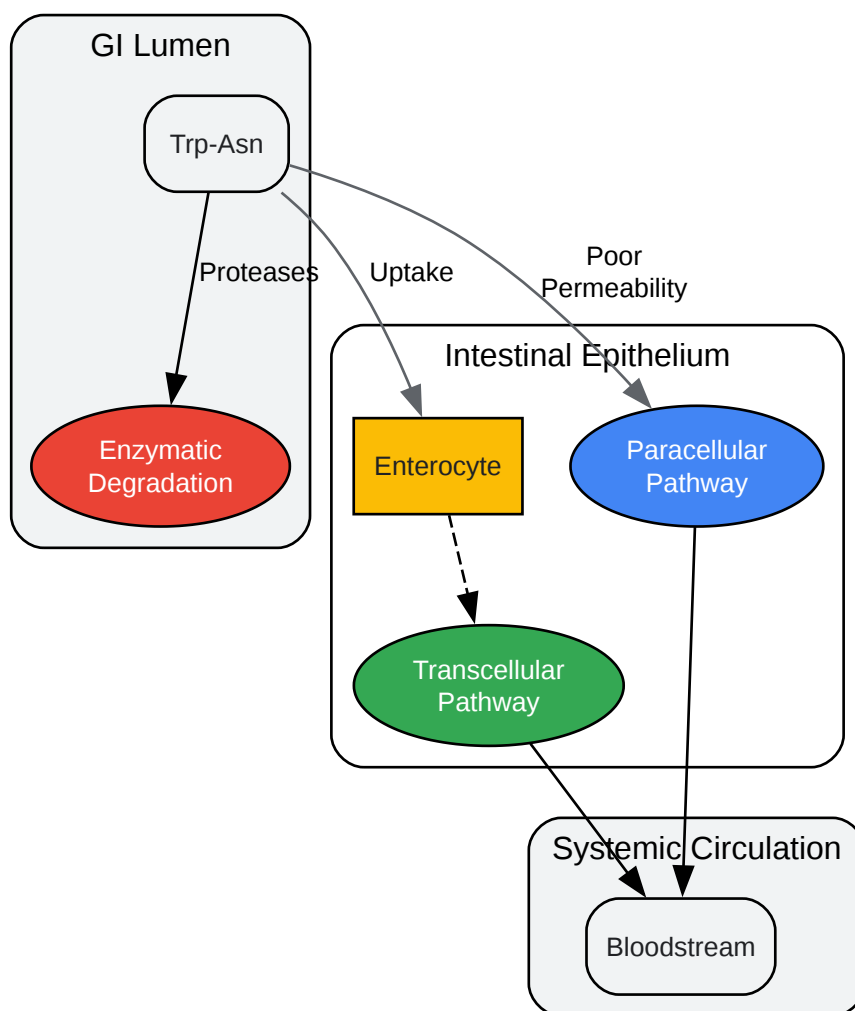 GI Lumen
Trp-Asn
Proteases
Uptake
Poor
Permeability
Intestinal Epithelium
Enzymatic
Degradation
Enterocyte
Paracellular
Pathway
Transcellular
Pathway
Systemic Circulation
Bloodstream